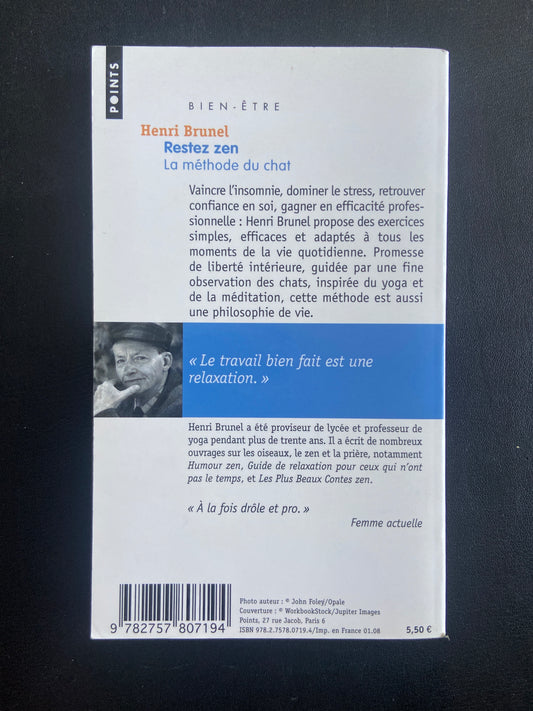 POINTS
BIEN-ÊTRE
Henri Brunel
Restez zen
La méthode du chat
Vaincre l'insomnie, dominer le stress, retrouver
confiance en soi, gagner en efficacité profes-
sionnelle : Henri Brunel propose des exercices
simples, efficaces et adaptés à tous les
moments de la vie quotidienne. Promesse
de liberté intérieure, guidée par une fine
observation des chats, inspirée du yoga et
de la méditation, cette méthode est aussi
une philosophie de vie.
« Le travail bien fait est une
relaxation. »
Henri Brunel a été proviseur de lycée et professeur de
yoga pendant plus de trente ans. Il a écrit de nombreux
ouvrages sur les oiseaux, le zen et la prière, notamment
Humour zen, Guide de relaxation pour ceux qui n'ont
pas le temps, et Les Plus Beaux Contes zen.
« À la fois drôle et pro. »
Femme actuelle
Photo auteur : © John Foley/Opale
Couverture : © WorkbookStock/Jupiter Images
Points, 27 rue Jacob, Paris 6
ISBN 978.2.7578.0719.4/Imp. en France 01.08
5,50 €
9 782757 807194